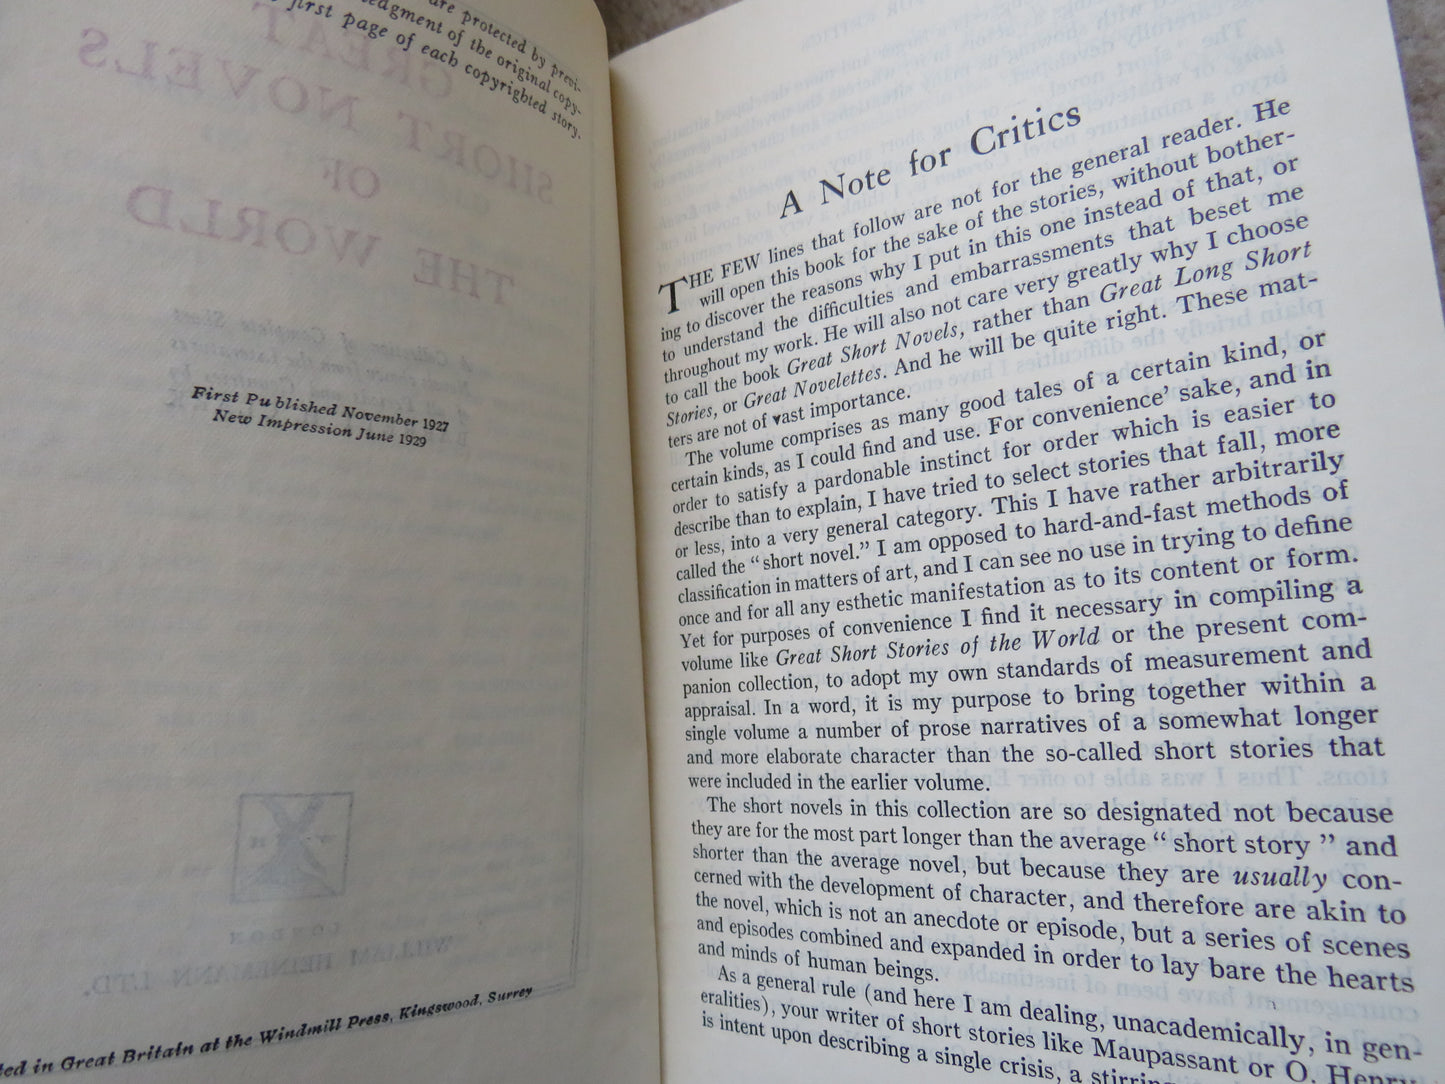 are protected by previ-
edgment of the original copy-
first page of each copyrighted story.
GREAT
SHORT NOVELS
OF
THE WORLD
First Published November 1927
New Impression June 1929
LONDON
WILLIAM HEINEMANN LTD.
ted in Great Britain at the Windmill Press, Kingswood, Surrey
A Note for Critics
THE FEW lines that follow are not for the general reader. He
will open this book for the sake of the stories, without bother-
ing to discover the reasons why I put in this one instead of that, or
to understand the difficulties and embarrassments that beset me
throughout my work. He will also not care very greatly why I choose
to call the book Great Short Novels, rather than Great Long Short
Stories, or Great Novelettes. And he will be quite right. These mat-
ters are not of vast importance.
The volume comprises as many good tales of a certain kind, or
certain kinds, as I could find and use. For convenience' sake, and in
order to satisfy a pardonable instinct for order which is easier to
describe than to explain, I have tried to select stories that fall, more
or less, into a very general category. This I have rather arbitrarily
called the "short novel." I am opposed to hard-and-fast methods of
classification in matters of art, and I can see no use in trying to define
once and for all any esthetic manifestation as to its content or form.
Yet for purposes of convenience I find it necessary in compiling a
volume like Great Short Stories of the World or the present com-
panion collection, to adopt my own standards of measurement and
appraisal. In a word, it is my purpose to bring together within a
single volume a number of prose narratives of a somewhat longer
and more elaborate character than the so-called short stories that
were included in the earlier volume.
The short novels in this collection are so designated not because
they are for the most part longer than the average "short story" and
shorter than the average novel, but because they are usually con-
cerned with the development of character, and therefore are akin to
the novel, which is not an anecdote or episode, but a series of scenes
and episodes combined and expanded in order to lay bare the hearts
and minds of human beings.
As a general rule (and here I am dealing, unacademically, in gen-
eralities), your writer of short stories like Maupassant or O. Henry
is intent upon describing a single crisis, a